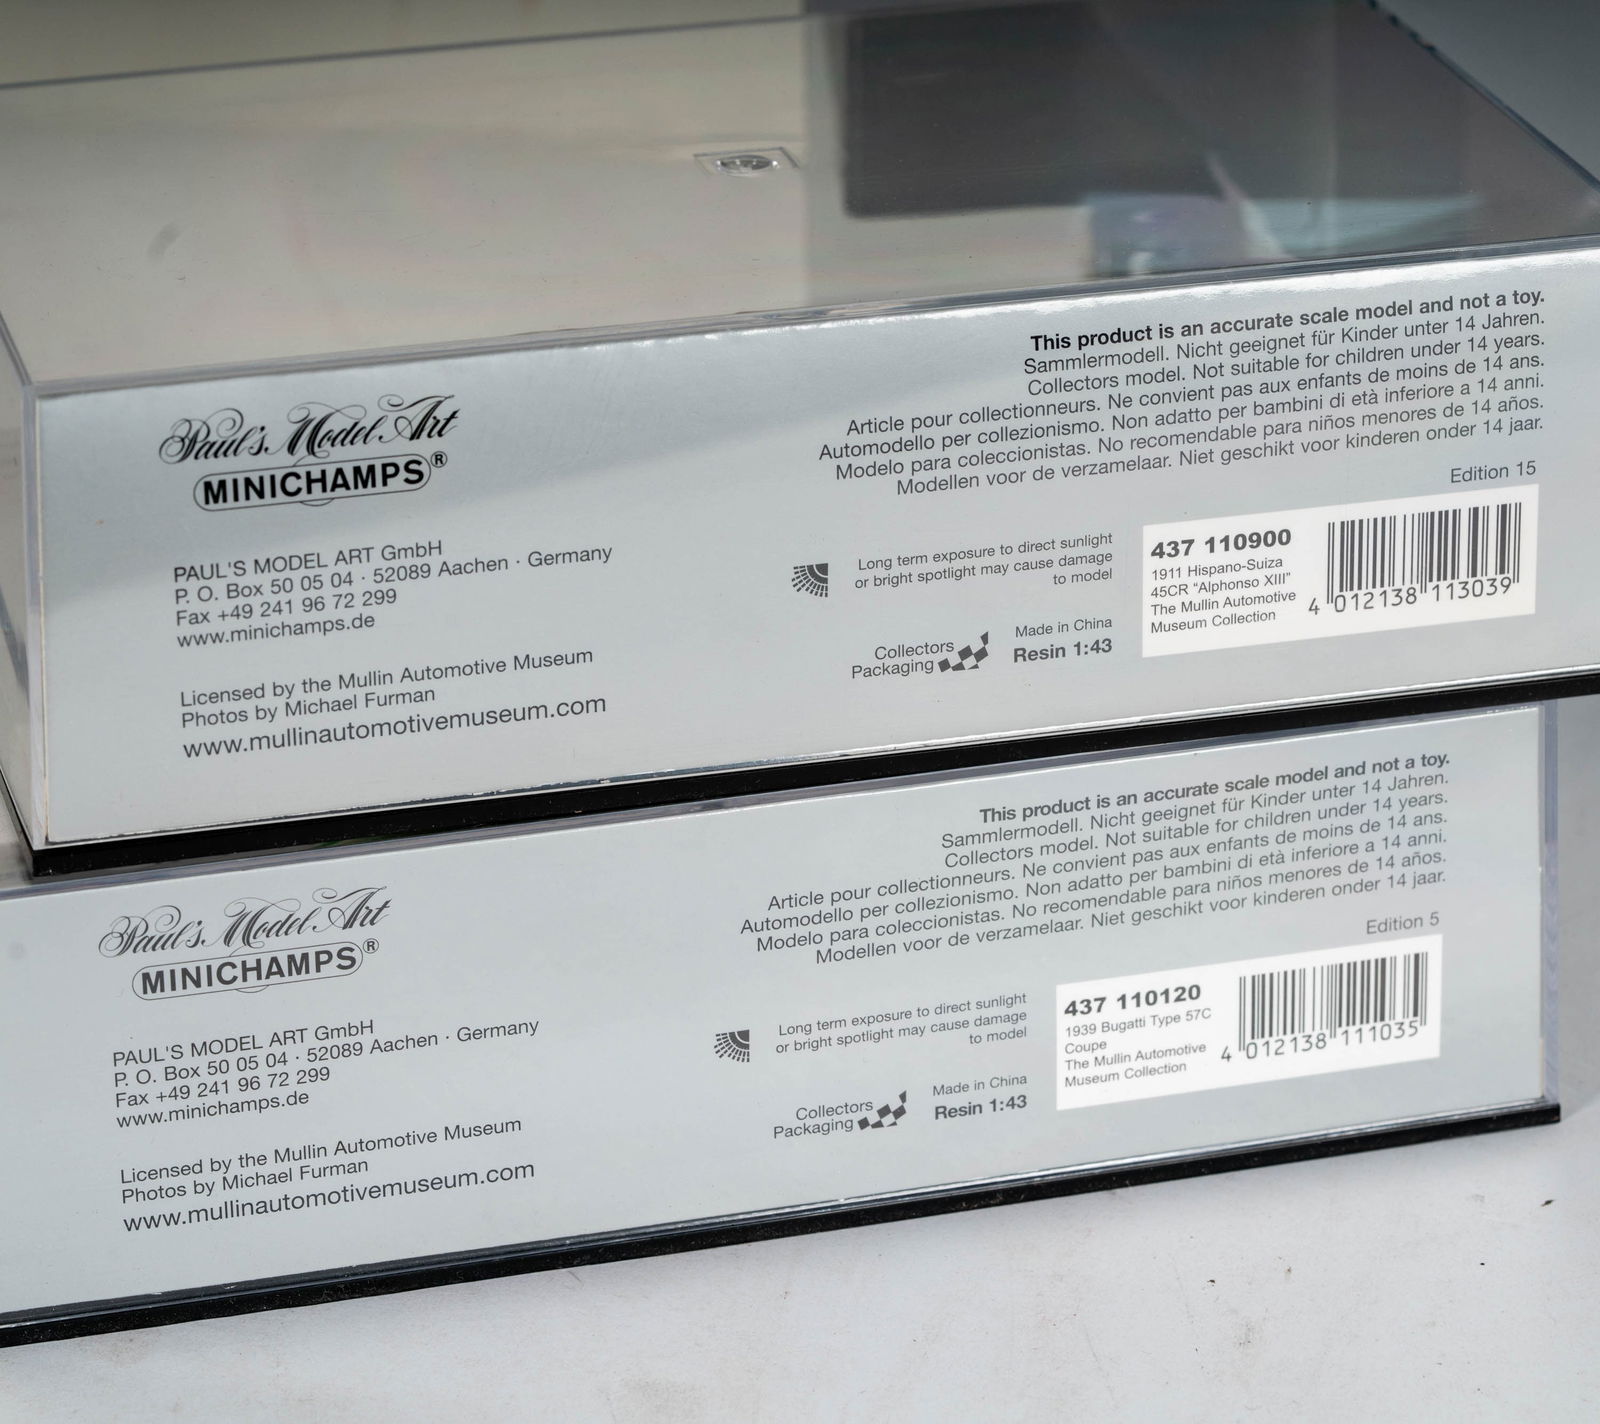 Paul's Model Art
MINICHAMPS®
PAUL'S MODEL ART GmbH
P. O. Box 50 05 04 · 52089 Aachen · Germany
Fax +49 241 96 72 299
www.minichamps.de
Licensed by the Mullin Automotive Museum
Photos by Michael Furman
www.mullinautomotivemuseum.com
This product is an accurate scale model and not a toy.
Sammlermodell. Nicht geeignet für Kinder unter 14 Jahren.
Collectors model. Not suitable for children under 14 years.
Article pour collectionneurs. Ne convient pas aux enfants de moins de 14 ans.
Automodello per collezionismo. Non adatto per bambini di età inferiore a 14 anni.
Modelo para coleccionistas. No recomendable para niños menores de 14 años.
Modellen voor de verzamelaar. Niet geschikt voor kinderen onder 14 jaar.
Edition 15
Long term exposure to direct sunlight
or bright spotlight may cause damage
to model
Collectors
Packaging
Made in China
Resin 1:43
437 110900
1911 Hispano-Suiza
45CR "Alphonso XIII"
The Mullin Automotive
Museum Collection
4 012138 113039
Paul's Model Art
MINICHAMPS®
PAUL'S MODEL ART GmbH
P. O. Box 50 05 04 · 52089 Aachen · Germany
Fax +49 241 96 72 299
www.minichamps.de
Licensed by the Mullin Automotive Museum
Photos by Michael Furman
www.mullinautomotivemuseum.com
This product is an accurate scale model and not a toy.
Sammlermodell. Nicht geeignet für Kinder unter 14 Jahren.
Collectors model. Not suitable for children under 14 years.
Article pour collectionneurs. Ne convient pas aux enfants de moins de 14 ans.
Automodello per collezionismo. Non adatto per bambini di età inferiore a 14 anni.
Modelo para coleccionistas. No recomendable para niños menores de 14 años.
Modellen voor de verzamelaar. Niet geschikt voor kinderen onder 14 jaar.
Edition 5
Long term exposure to direct sunlight
or bright spotlight may cause damage
to model
Collectors
Packaging
Made in China
Resin 1:43
437 110120
1939 Bugatti Type 57C
Coupe
The Mullin Automotive
Museum Collection
4 012138 111035